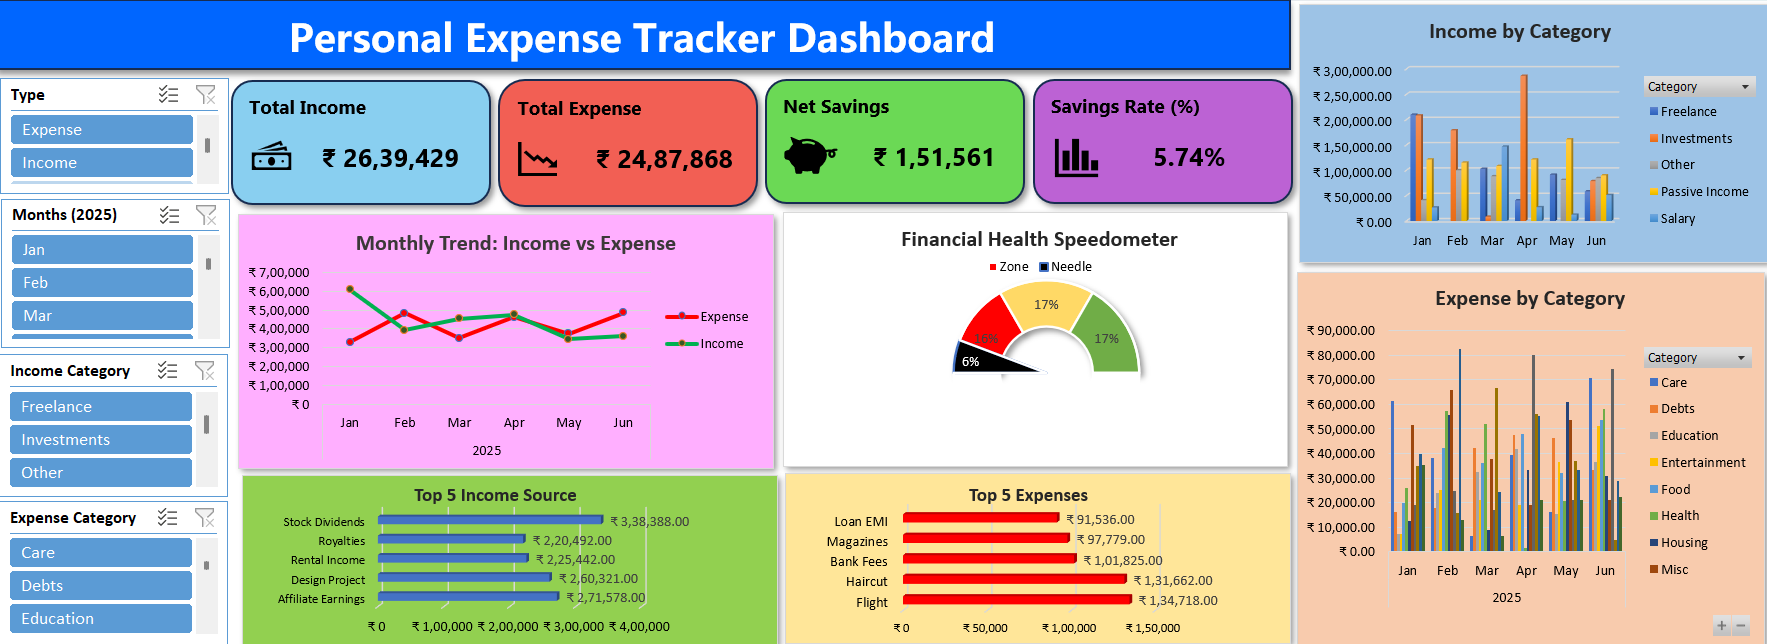 Personal Expense Tracker Dashboard
Type
Expense
Income
Months (2025)
Jan
Feb
Mar
Income Category
Freelance
Investments
Other
Expense Category
Care
Debts
Education
Total Income
₹ 26,39,429
Total Expense
₹ 24,87,868
Net Savings
₹ 1,51,561
Savings Rate (%)
5.74%
Monthly Trend: Income vs Expense
₹ 7,00,000
₹ 6,00,000
₹ 5,00,000
₹ 4,00,000
₹ 3,00,000
₹ 2,00,000
₹ 1,00,000
₹ 0
Jan Feb Mar Apr May Jun
2025
Expense
Income
Financial Health Speedometer
Zone Needle
17%
16%
17%
6%
Top 5 Income Source
Stock Dividends ₹ 3,38,388.00
Royalties ₹ 2,20,492.00
Rental Income ₹ 2,25,442.00
Design Project ₹ 2,60,321.00
Affiliate Earnings ₹ 2,71,578.00
₹ 0 ₹ 1,00,000 ₹ 2,00,000 ₹ 3,00,000 ₹ 4,00,000
Top 5 Expenses
Loan EMI ₹ 91,536.00
Magazines ₹ 97,779.00
Bank Fees ₹ 1,01,825.00
Haircut ₹ 1,31,662.00
Flight ₹ 1,34,718.00
₹ 0 ₹ 50,000 ₹ 1,00,000 ₹ 1,50,000
Income by Category
₹ 3,00,000.00
₹ 2,50,000.00
₹ 2,00,000.00
₹ 1,50,000.00
₹ 1,00,000.00
₹ 50,000.00
₹ 0.00
Jan Feb Mar Apr May Jun
Category
Freelance
Investments
Other
Passive Income
Salary
Expense by Category
₹ 90,000.00
₹ 80,000.00
₹ 70,000.00
₹ 60,000.00
₹ 50,000.00
₹ 40,000.00
₹ 30,000.00
₹ 20,000.00
₹ 10,000.00
₹ 0.00
Jan Feb Mar Apr May Jun
2025
Category
Care
Debts
Education
Entertainment
Food
Health
Housing
Misc